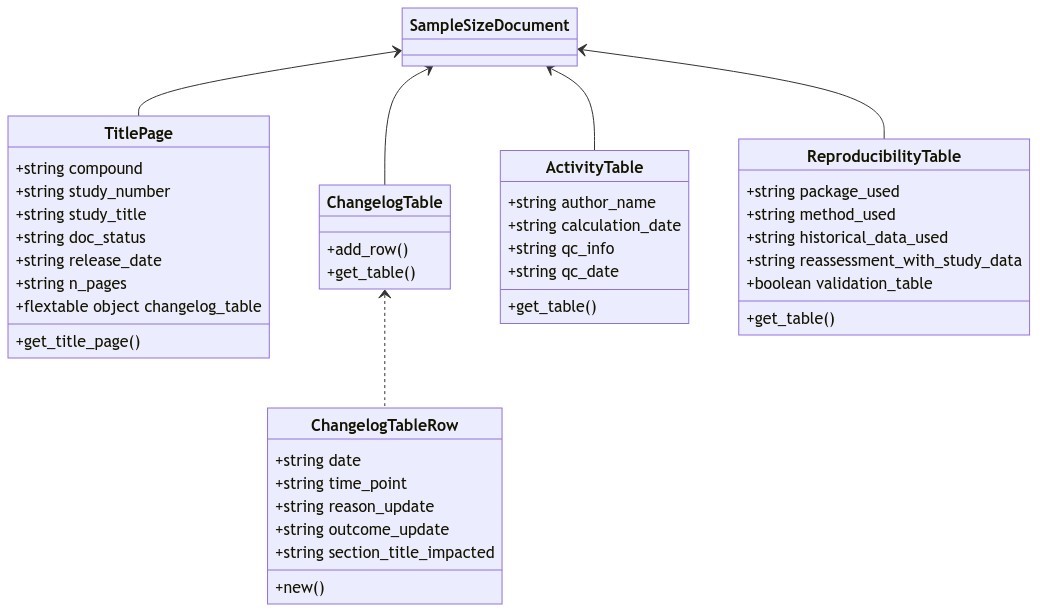 SampleSizeDocument
TitlePage
+string compound
+string study_number
+string study_title
+string doc_status
+string release_date
+string n_pages
+flextable object changelog_table
+get_title_page()
ChangelogTable
+add_row()
+get_table()
ActivityTable
+string author_name
+string calculation_date
+string qc_info
+string qc_date
+get_table()
ReproducibilityTable
+string package_used
+string method_used
+string historical_data_used
+string reassessment_with_study_data
+boolean validation_table
+get_table()
ChangelogTableRow
+string date
+string time_point
+string reason_update
+string outcome_update
+string section_title_impacted
+new()